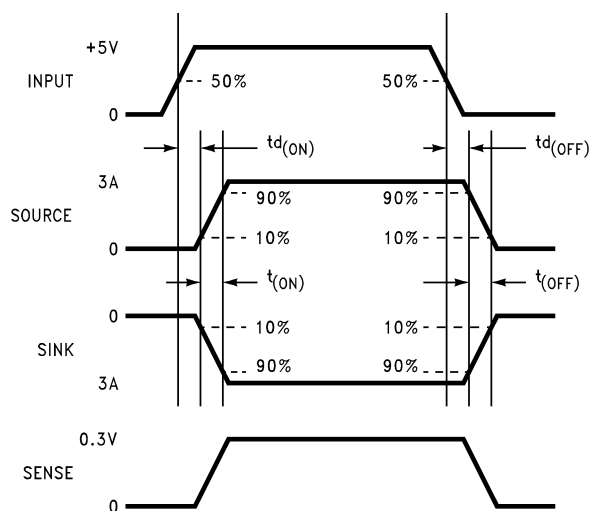 +5V
INPUT
50%
50%
0
td(ON)
td(OFF)
3A
90%
90%
SOURCE
10%
10%
0
t(ON)
t(OFF)
0
10%
10%
SINK
90%
90%
3A
0.3V
SENSE
0